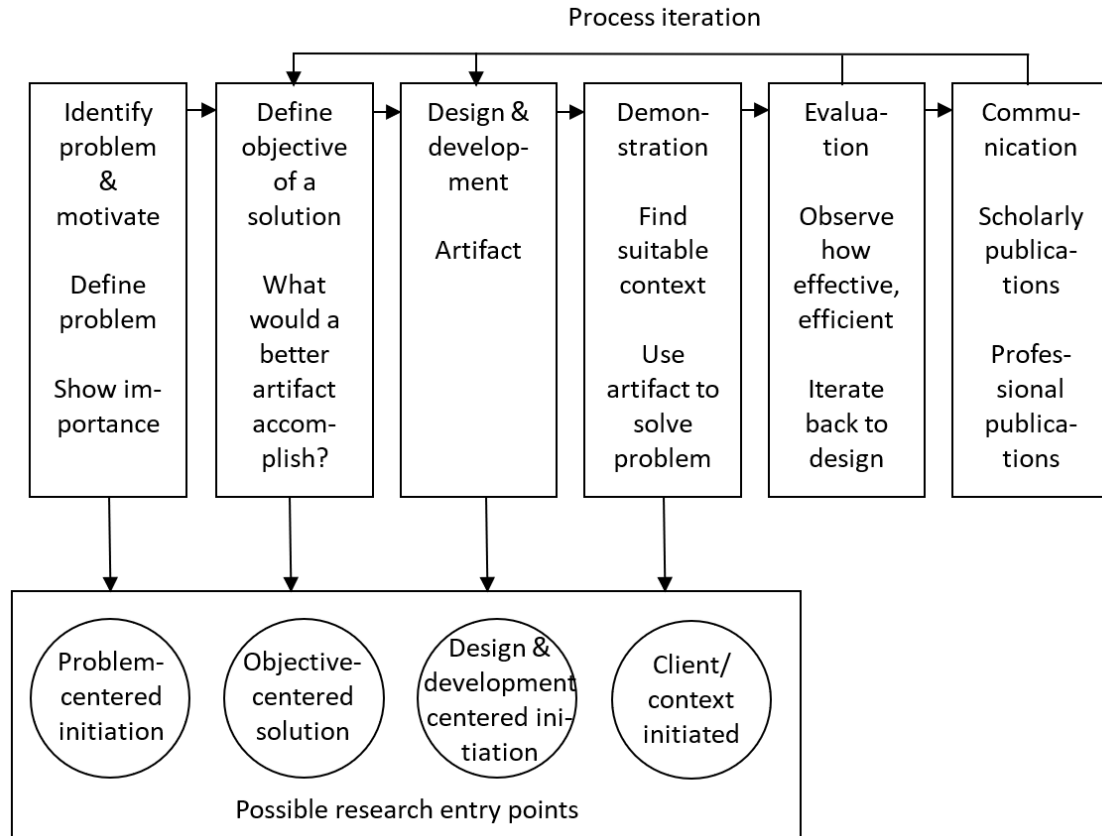 Process iteration
Identify
problem
&
motivate
Define
problem
Show im-
portance
Define
objective
of a
solution
What
would a
better
artifact
accom-
plish?
Design &
develop-
ment
Artifact
Demon-
stration
Find
suitable
context
Use
artifact to
solve
problem
Evalua-
tion
Observe
how
effective,
efficient
Iterate
back to
design
Commu-
nication
Scholarly
publica-
tions
Profes-
sional
publica-
tions
Problem-
centered
initiation
Objective-
centered
solution
Design &
development
centered ini-
tiation
Client/
context
initiated
Possible research entry points